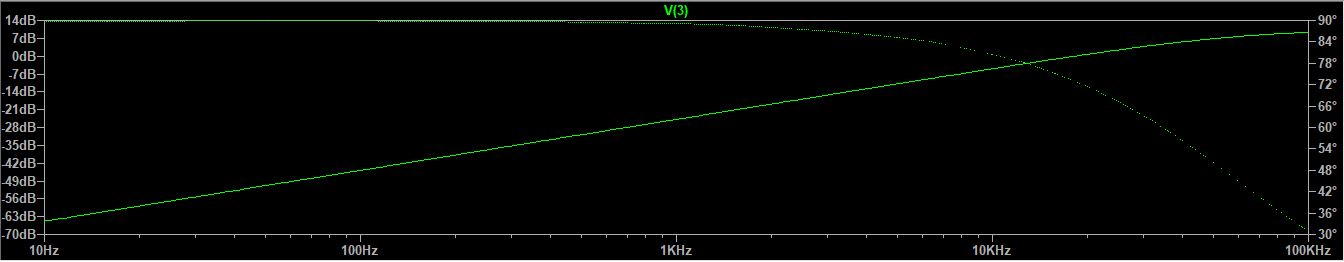 V(3)
14dB
7dB
0dB
-7dB
-14dB
-21dB
-28dB
-35dB
-42dB
-49dB
-56dB
-63dB
-70dB
90°
84°
78°
72°
66°
60°
54°
48°
42°
36°
30°
10Hz
100Hz
1KHz
10KHz
100KHz